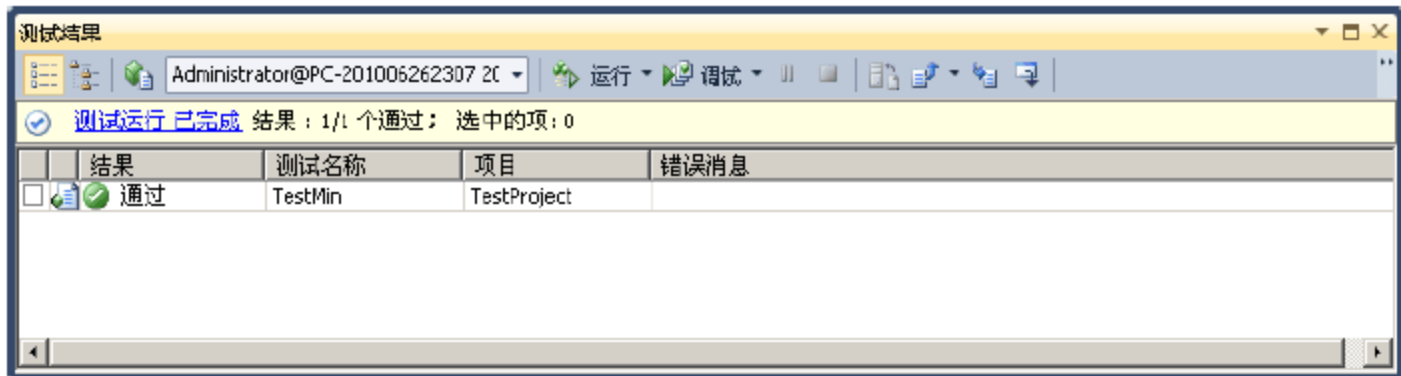 测试结果
Administrator@PC-201006262307 20 运行 调试
测试运行 已完成 结果：1/1 个通过； 选中的项：0
结果 测试名称 项目 错误消息
通过 TestMin TestProject